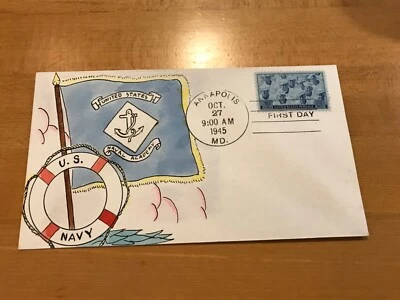 UNITED STATES
NAVAL ACADEMY
U.S.
NAVY
ANNAPOLIS
OCT.
27
9:00 AM
1945
MD.
FIRST DAY